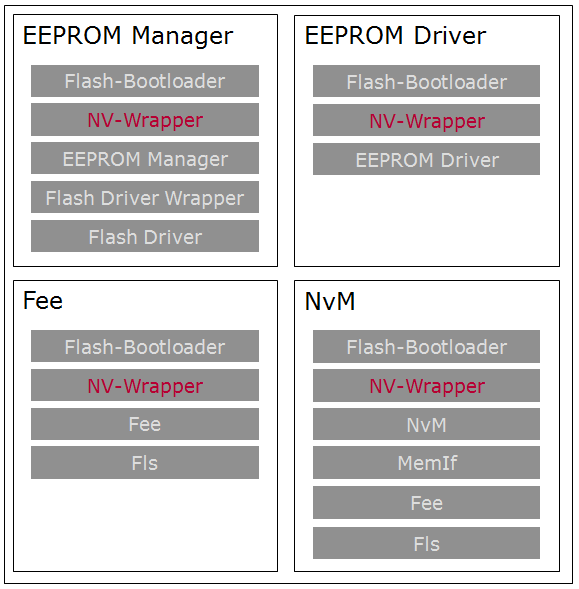 EEPROM Manager
Flash-Bootloader
NV-Wrapper
EEPROM Manager
Flash Driver Wrapper
Flash Driver
EEPROM Driver
Flash-Bootloader
NV-Wrapper
EEPROM Driver
Fee
Flash-Bootloader
NV-Wrapper
Fee
Fls
NvM
Flash-Bootloader
NV-Wrapper
NvM
MemIf
Fee
Fls